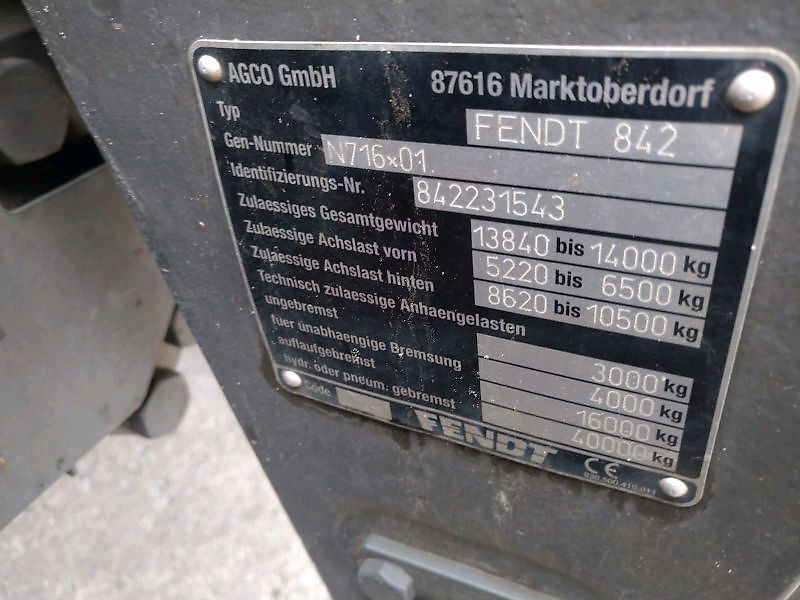 AGCO GmbH 87616 Marktoberdorf
Typ FENDT 842
Gen-Nummer N716x01
Identifizierungs-Nr. 842231543
Zulaessiges Gesamtgewicht 13840 bis 14000 kg
Zulaessige Achslast vorn 5220 bis 6500 kg
Zulaessige Achslast hinten 8620 bis 10500 kg
Technisch zulaessige Anhaengelasten
ungebremst 3000 kg
fuer unabhaengige Bremsung 4000 kg
auflaufgebremst 16000 kg
hydr. oder pneum. gebremst 40000 kg
Code
FENDT CE